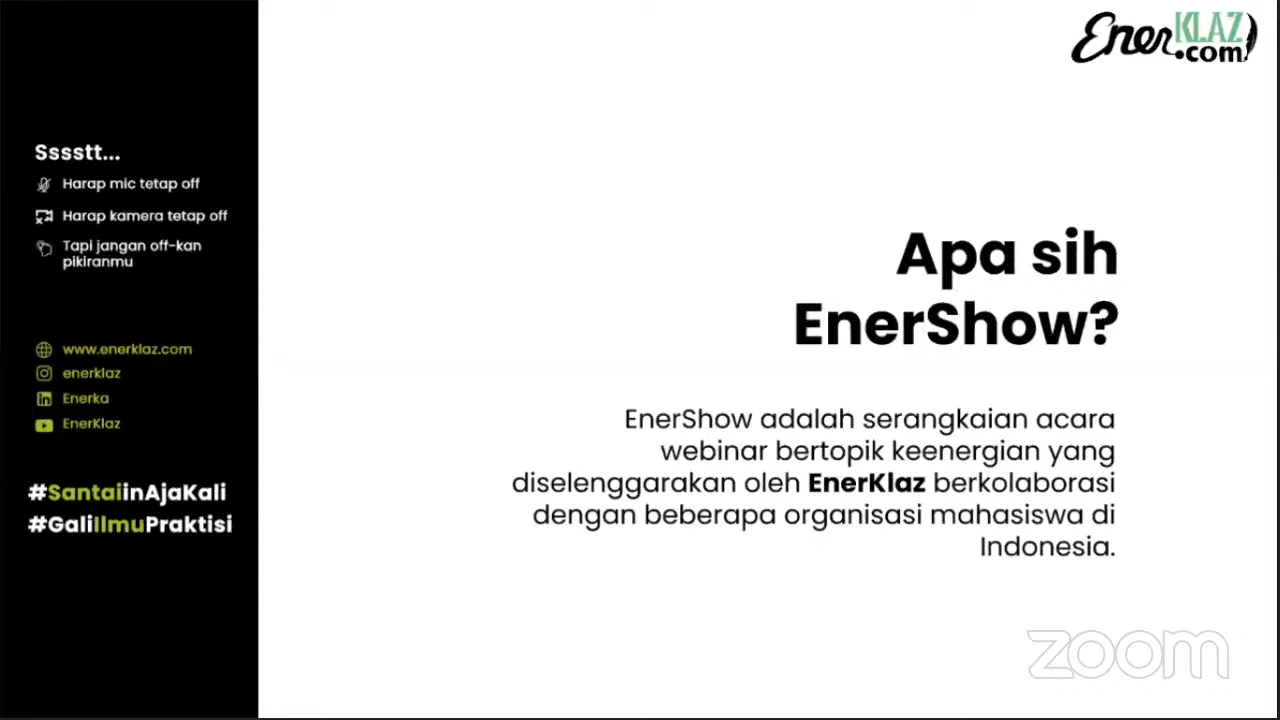 EnerKLAZ
.com
Sssstt...
Harap mic tetap off
Harap kamera tetap off
Tapi jangan off-kan
pikiranmu
www.enerklaz.com
enerklaz
Enerka
EnerKlaz
#SantaiinAjaKali
#GaliIlmuPraktisi
Apa sih
EnerShow?
EnerShow adalah serangkaian acara
webinar bertopik keenergian yang
diselenggarakan oleh EnerKlaz berkolaborasi
dengan beberapa organisasi mahasiswa di
Indonesia.
zoom